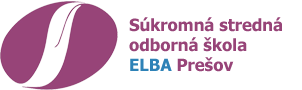 Súkromná stredná
odborná škola
ELBA Prešov